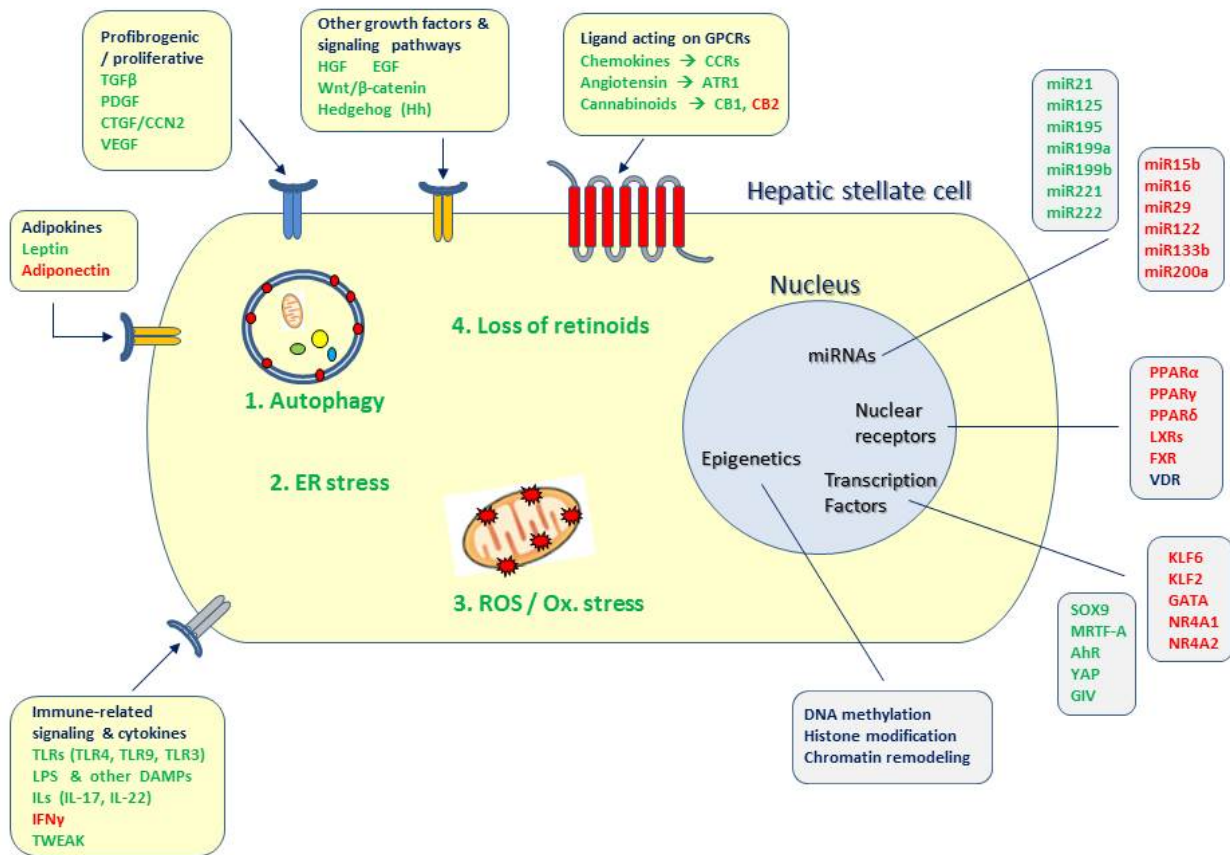 Profibrogenic
/ proliferative
TGFβ
PDGF
CTGF/CCN2
VEGF
Other growth factors &
signaling pathways
HGF EGF
Wnt/β-catenin
Hedgehog (Hh)
Ligand acting on GPCRs
Chemokines → CCRs
Angiotensin → ATR1
Cannabinoids → CB1, CB2
miR21
miR125
miR195
miR199a
miR199b
miR221
miR222
miR15b
miR16
miR29
miR122
miR133b
miR200a
Hepatic stellate cell
Adipokines
Leptin
Adiponectin
Nucleus
4. Loss of retinoids
miRNAs
1. Autophagy
Nuclear
receptors
PPARα
PPARγ
PPARδ
LXRs
FXR
VDR
Epigenetics
2. ER stress
Transcription
Factors
3. ROS / Ox. stress
KLF6
KLF2
GATA
NR4A1
NR4A2
SOX9
MRTF-A
AhR
YAP
GIV
Immune-related
signaling & cytokines
TLRs (TLR4, TLR9, TLR3)
LPS & other DAMPs
ILs (IL-17, IL-22)
IFNγ
TWEAK
DNA methylation
Histone modification
Chromatin remodeling